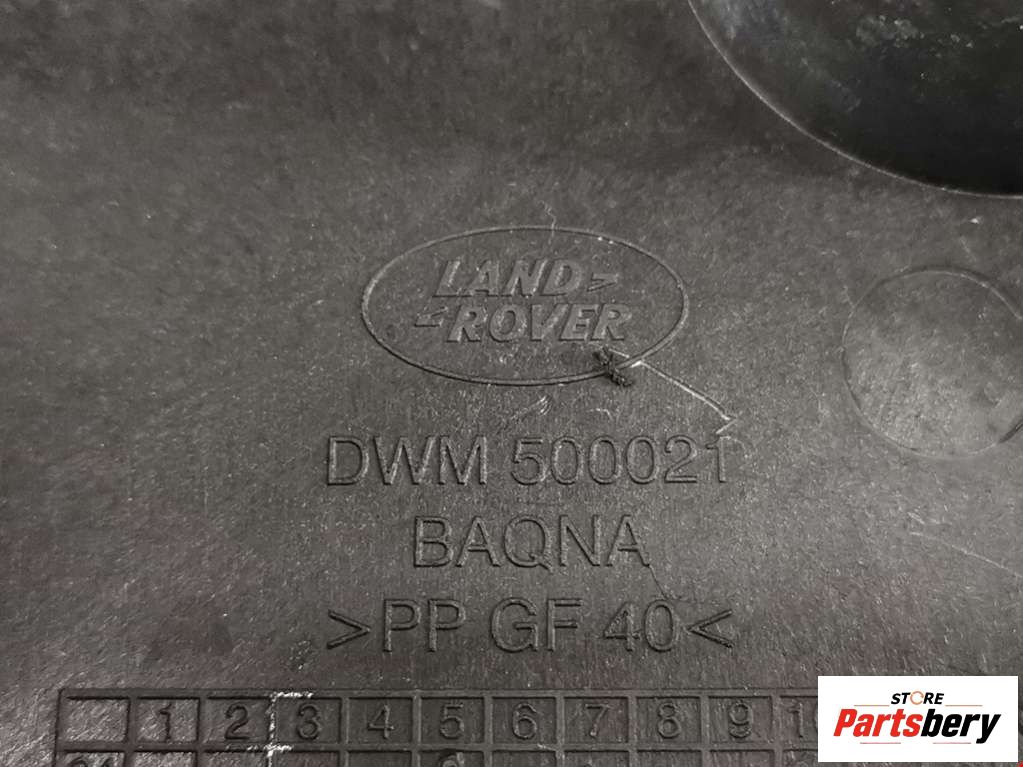 LAND
ROVER
DWM 500021
BAQNA
>PP GF 40<
1 2 3 4 5 6 7 8 9
STORE
Partsbery